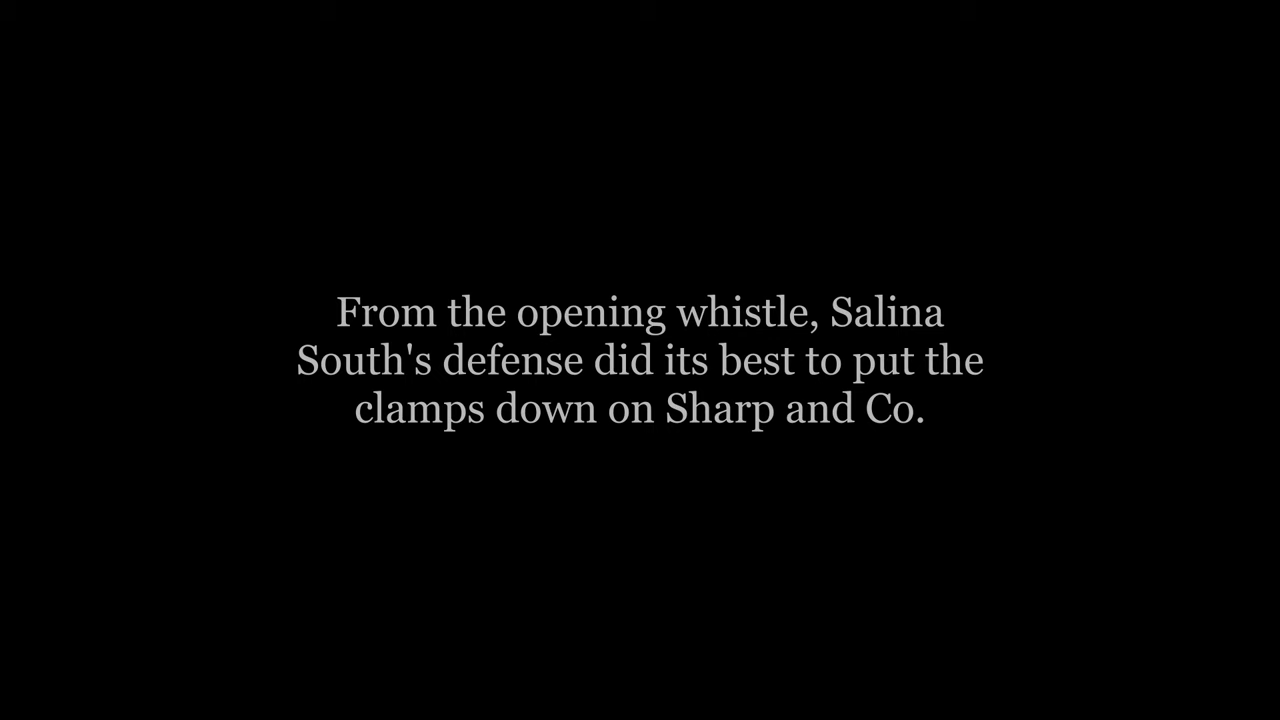 From the opening whistle, Salina
South's defense did its best to put the
clamps down on Sharp and Co.